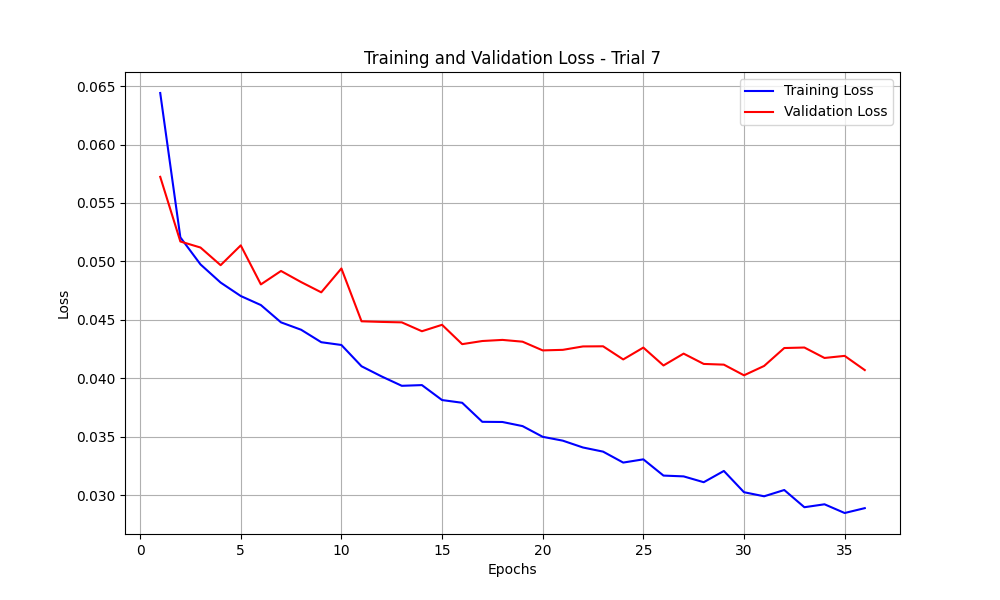 Training and Validation Loss - Trial 7
Training Loss
Validation Loss
0.065
0.060
0.055
0.050
0.045
0.040
0.035
0.030
Loss
0 5 10 15 20 25 30 35
Epochs